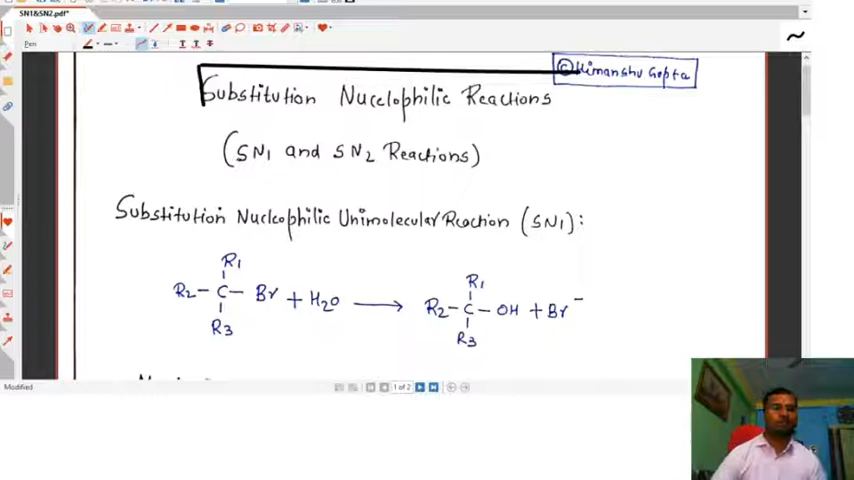 SN1&SN2.pdf*
Pen
© Himanshu Gupta
Substitution Nucleophilic Reactions
(SN1 and SN2 Reactions)
Substitution Nucleophilic Unimolecular Reaction (SN1):
R1
R2 - C - Br + H2O ⟶
R3
R1
R2 - C - OH + Br⁻
R3
Modified
1 of 2